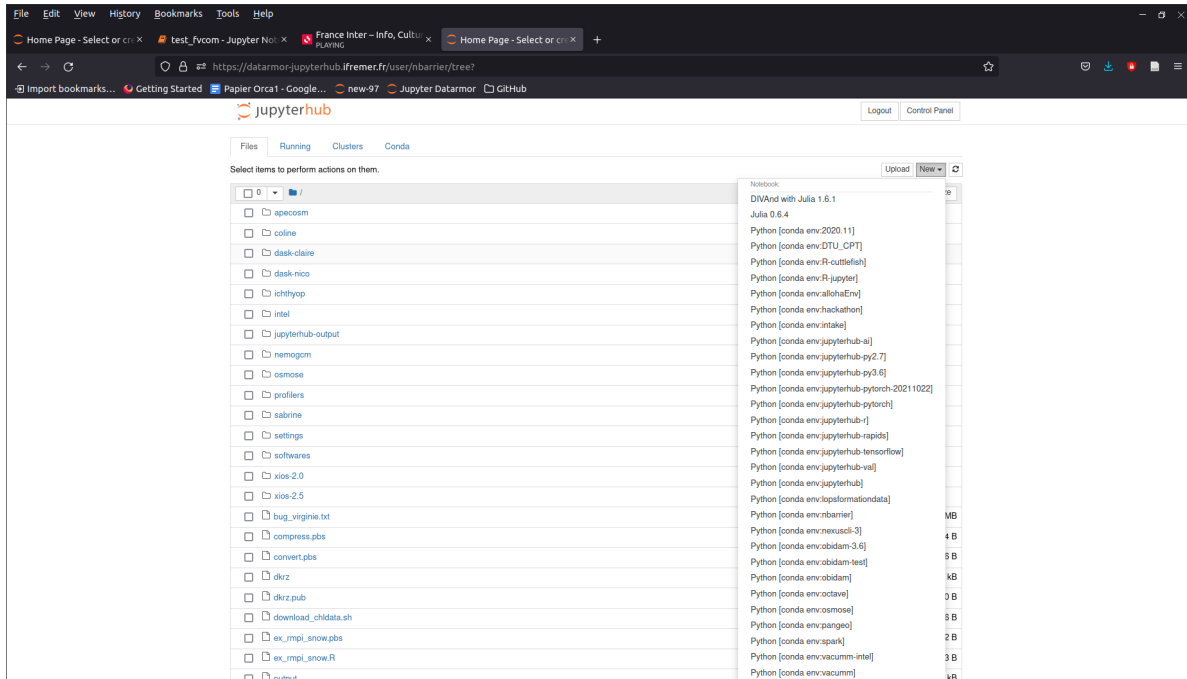 File Edit View History Bookmarks Tools Help
Home Page - Select or cre × test_fvcom - Jupyter Not × France Inter – Info, Cultur × Home Page - Select or cre × +
PLAYING
https://datarmor-jupyterhub.ifremer.fr/user/nbarrier/tree?
Import bookmarks... Getting Started Papier Orca1 - Google... new-97 Jupyter Datarmor GitHub
jupyterhub Logout Control Panel
Files Running Clusters Conda
Select items to perform actions on them. Upload New
0 /
apecosm
coline
dask-claire
dask-nico
ichthyop
intel
jupyterhub-output
nemogcm
osmose
profilers
sabrine
settings
softwares
xios-2.0
xios-2.5
bug_virginie.txt MB
compress.pbs 4 B
convert.pbs 6 B
dkrz kB
dkrz.pub 0 B
download_chldata.sh 6 B
ex_rmpi_snow.pbs 2 B
ex_rmpi_snow.R 3 B
output kB
Notebook:
DIVAnd with Julia 1.6.1
Julia 0.6.4
Python [conda env:2020.11]
Python [conda env:DTU_CPT]
Python [conda env:R-cuttlefish]
Python [conda env:R-jupyter]
Python [conda env:allohaEnv]
Python [conda env:hackathon]
Python [conda env:intake]
Python [conda env:jupyterhub-ai]
Python [conda env:jupyterhub-py2.7]
Python [conda env:jupyterhub-py3.6]
Python [conda env:jupyterhub-pytorch-20211022]
Python [conda env:jupyterhub-pytorch]
Python [conda env:jupyterhub-r]
Python [conda env:jupyterhub-rapids]
Python [conda env:jupyterhub-tensorflow]
Python [conda env:jupyterhub-val]
Python [conda env:jupyterhub]
Python [conda env:lopsformationdata]
Python [conda env:nbarrier]
Python [conda env:nexuscli-3]
Python [conda env:obidam-3.6]
Python [conda env:obidam-test]
Python [conda env:obidam]
Python [conda env:octave]
Python [conda env:osmose]
Python [conda env:pangeo]
Python [conda env:spark]
Python [conda env:vacumm-intel]
Python [conda env:vacumm]